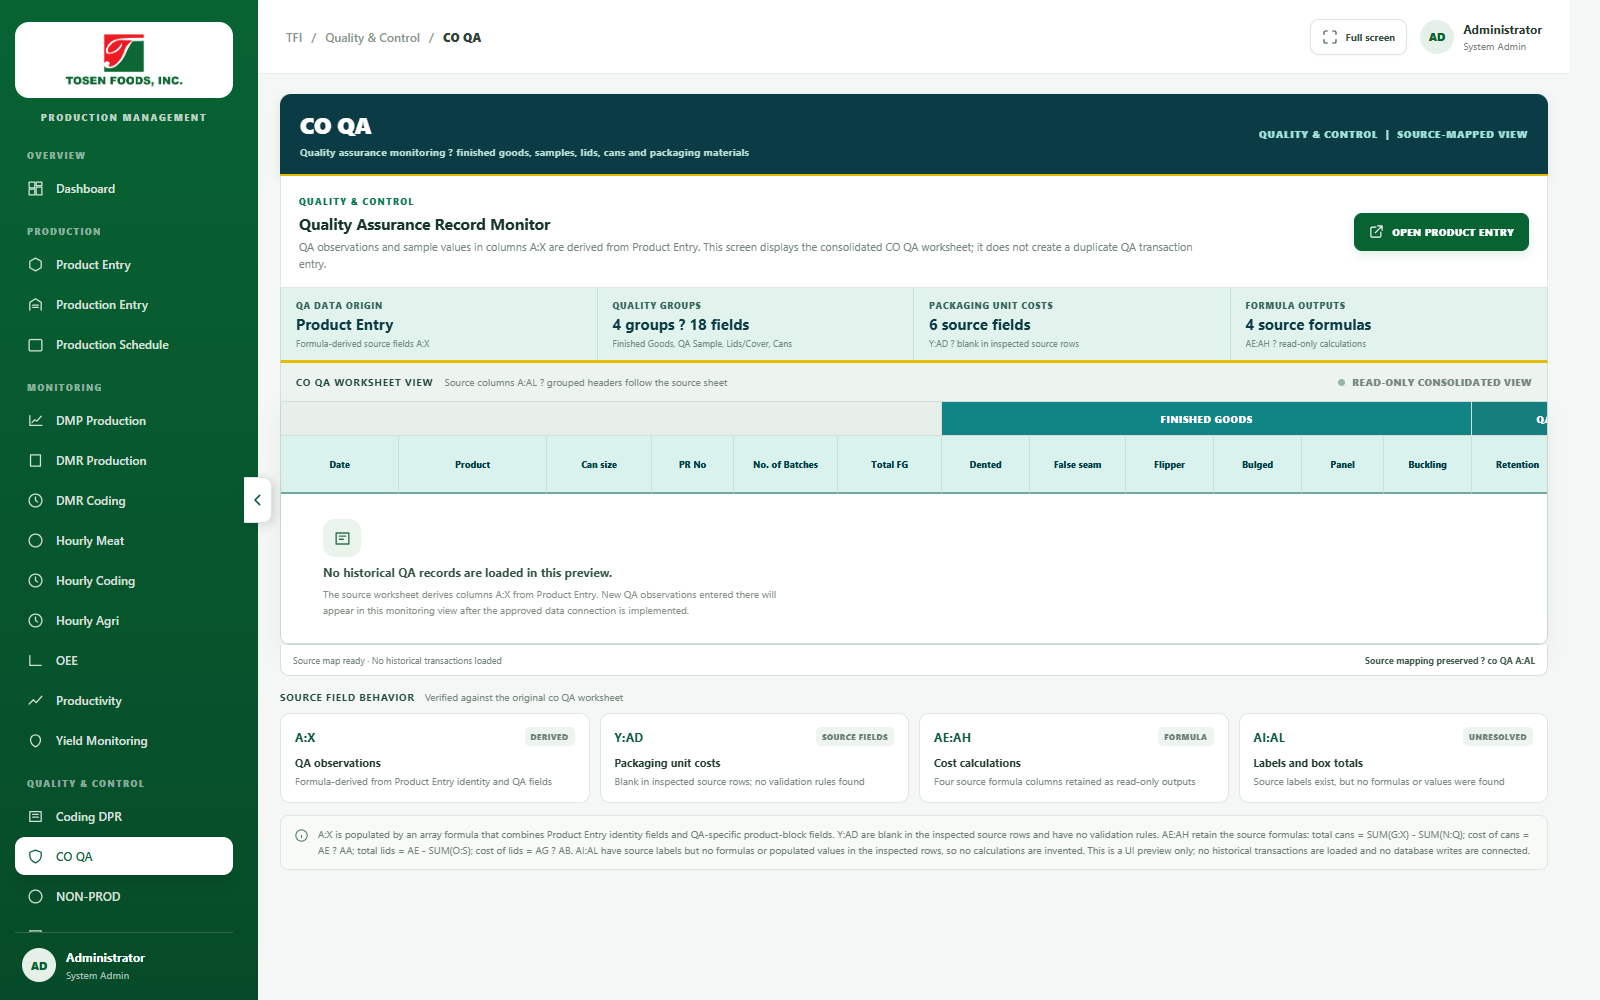 TOSEN FOODS, INC.
PRODUCTION MANAGEMENT
OVERVIEW
Dashboard
PRODUCTION
Product Entry
Production Entry
Production Schedule
MONITORING
DMP Production
DMR Production
DMR Coding
Hourly Meat
Hourly Coding
Hourly Agri
OEE
Productivity
Yield Monitoring
QUALITY & CONTROL
Coding DPR
CO QA
NON-PROD
AD
Administrator
System Admin
TFI / Quality & Control / CO QA
Full screen
AD
Administrator
System Admin
CO QA
Quality assurance monitoring ? finished goods, samples, lids, cans and packaging materials
QUALITY & CONTROL | SOURCE-MAPPED VIEW
QUALITY & CONTROL
Quality Assurance Record Monitor
QA observations and sample values in columns A:X are derived from Product Entry. This screen displays the consolidated CO QA worksheet; it does not create a duplicate QA transaction
entry.
OPEN PRODUCT ENTRY
QA DATA ORIGIN
Product Entry
Formula-derived source fields A:X
QUALITY GROUPS
4 groups ? 18 fields
Finished Goods, QA Sample, Lids/Cover, Cans
PACKAGING UNIT COSTS
6 source fields
Y:AD ? blank in inspected source rows
FORMULA OUTPUTS
4 source formulas
AE:AH ? read-only calculations
CO QA WORKSHEET VIEW Source columns A:AL ? grouped headers follow the source sheet
READ-ONLY CONSOLIDATED VIEW
FINISHED GOODS
Date Product Can size PR No No. of Batches Total FG Dented False seam Flipper Bulged Panel Buckling Retention
No historical QA records are loaded in this preview.
The source worksheet derives columns A:X from Product Entry. New QA observations entered there will
appear in this monitoring view after the approved data connection is implemented.
Source map ready · No historical transactions loaded
Source mapping preserved ? co QA A:AL
SOURCE FIELD BEHAVIOR Verified against the original co QA worksheet
A:X
DERIVED
QA observations
Formula-derived from Product Entry identity and QA fields
Y:AD
SOURCE FIELDS
Packaging unit costs
Blank in inspected source rows; no validation rules found
AE:AH
FORMULA
Cost calculations
Four source formula columns retained as read-only outputs
AI:AL
UNRESOLVED
Labels and box totals
Source labels exist, but no formulas or values were found
A:X is populated by an array formula that combines Product Entry identity fields and QA-specific product-block fields. Y:AD are blank in the inspected source rows and have no validation rules. AE:AH retain the source formulas: total cans = SUM(G:X) - SUM(N:Q); cost of cans =
AE ? AA; total lids = AE - SUM(O:S); cost of lids = AG ? AB. AI:AL have source labels but no formulas or populated values in the inspected rows, so no calculations are invented. This is a UI preview only; no historical transactions are loaded and no database writes are connected.